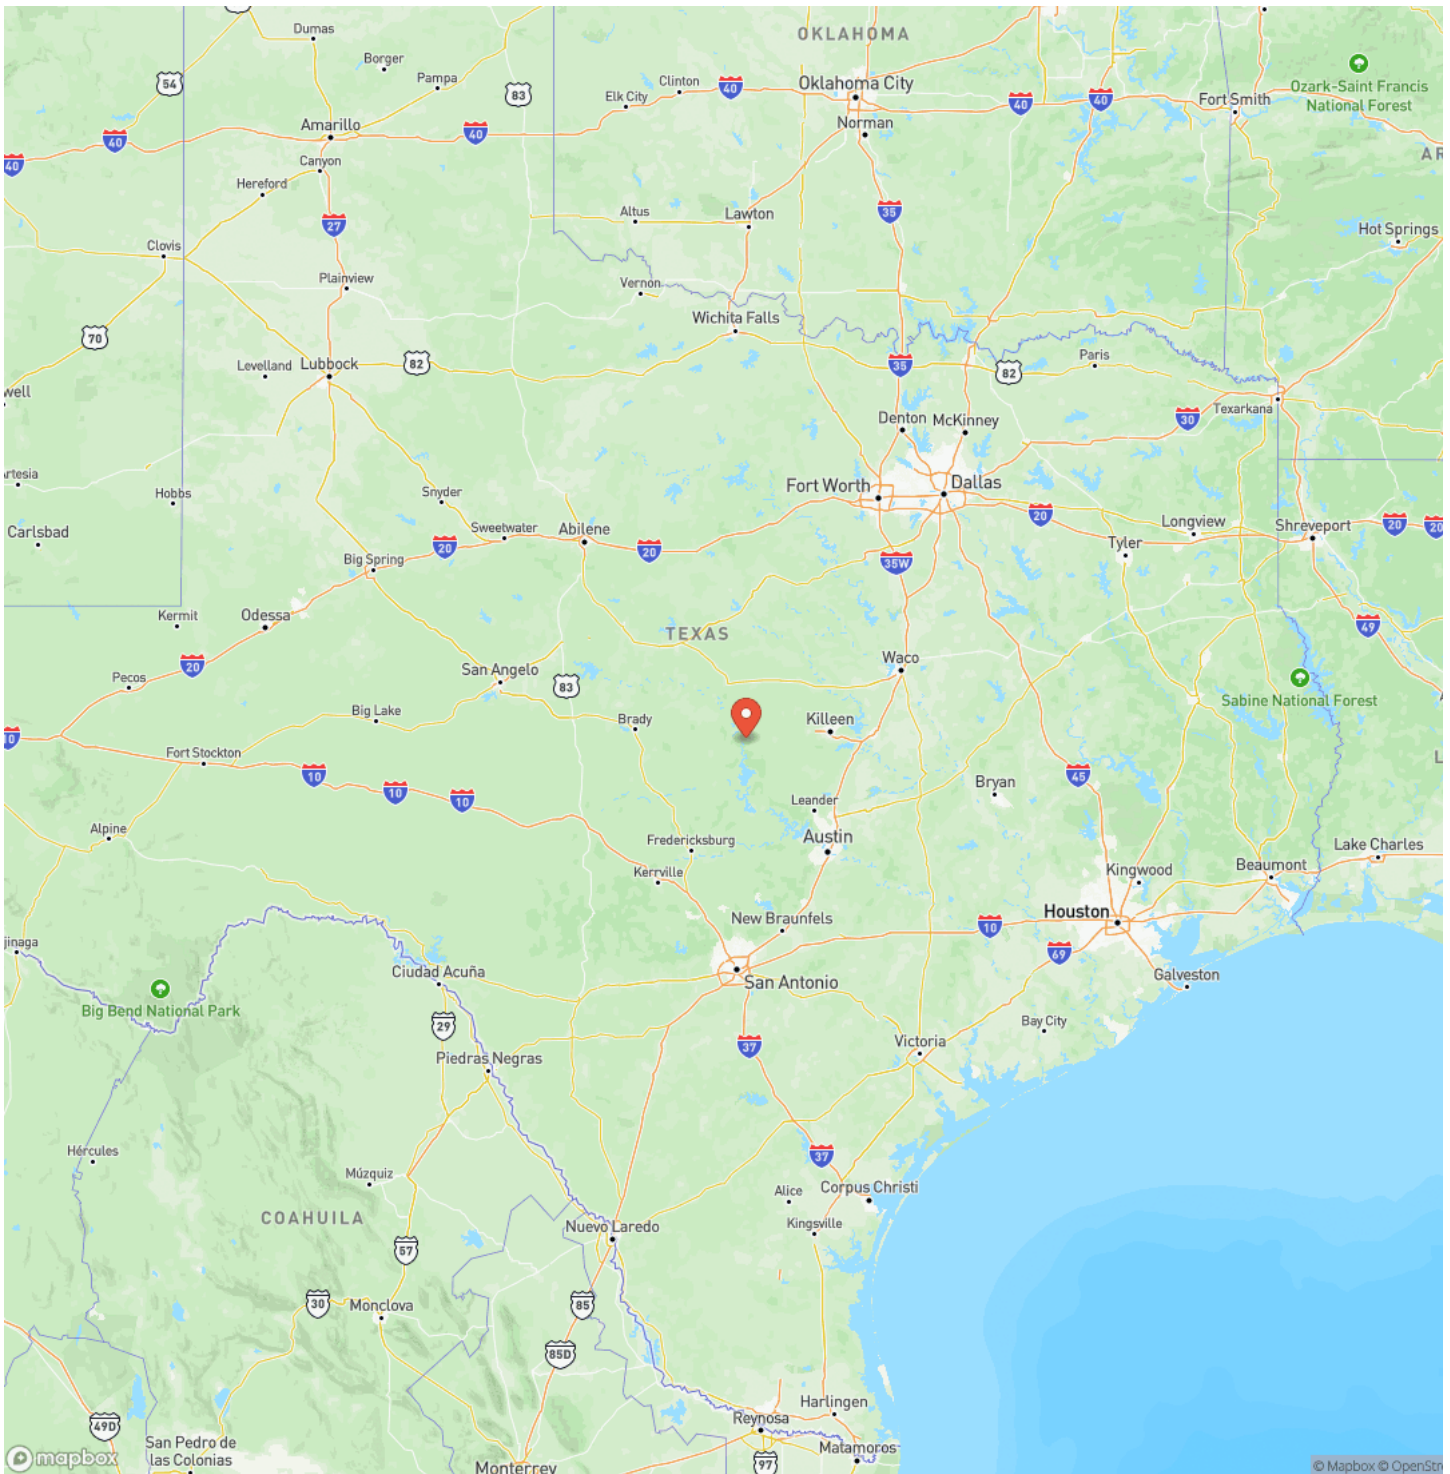 Dumas
OKLAHOMA
Borger
54
Pampa
83
Clinton
40
Oklahoma City
Ozark-Saint Francis
National Forest
Elk City
40
40
Fort Smith
Amarillo
Norman
40
40
40
AR
Canyon
Hereford
27
Altus
Lawton
35
Hot Springs
Clovis
Plainview
Vernon
Wichita Falls
70
Levelland
Lubbock
82
35
82
Paris
well
Denton
McKinney
30
Texarkana
rtesia
Hobbs
Snyder
Fort Worth
Dallas
Carlsbad
Sweetwater
Abilene
20
Longview
Shreveport
20
20
Big Spring
20
20
35W
Tyler
Kermit
Odessa
TEXAS
49
20
San Angelo
Waco
Pecos
83
Sabine National Forest
Big Lake
Brady
Killeen
10
Fort Stockton
10
10
10
45
Bryan
L
Alpine
Leander
Fredericksburg
Austin
Lake Charles
Kerrville
Kingwood
Beaumont
New Braunfels
Houston
10
jinaga
69
Ciudad Acuña
San Antonio
Galveston
Big Bend National Park
29
Bay City
37
Victoria
Piedras Negras
Hércules
37
Múzquiz
Alice
Corpus Christi
COAHUILA
Nuevo Laredo
Kingsville
57
30
Monclova
85
85D
Harlingen
49D
Reynosa
San Pedro de
las Colonias
Matamoros
mapbox
Monterrey
97
© Mapbox © OpenStr